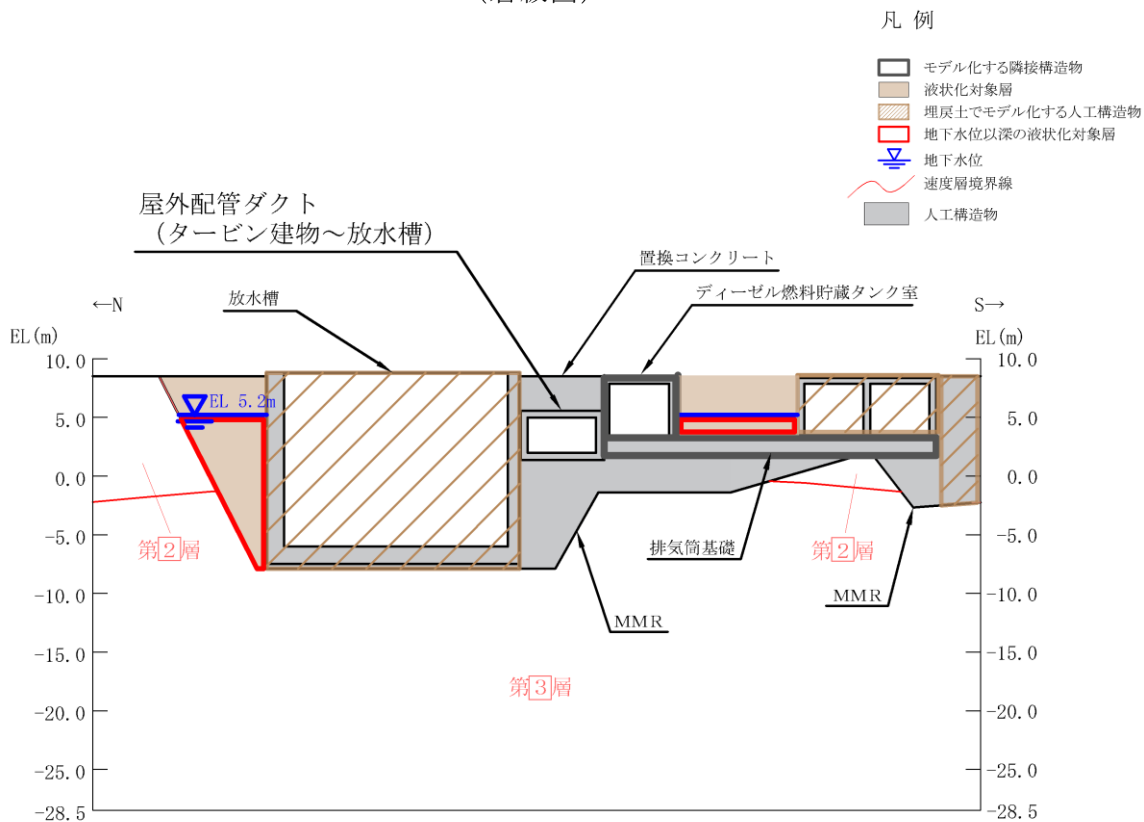 凡 例
モデル化する隣接構造物
液状化対象層
埋戻土でモデル化する人工構造物
地下水位以深の液状化対象層
地下水位
速度層境界線
人工構造物
屋外配管ダクト
（タービン建物～放水槽）
置換コンクリート
ディーゼル燃料貯蔵タンク室
放水槽
←N
S→
EL(m)
EL(m)
10.0
5.0
0.0
-5.0
-10.0
-15.0
-20.0
-25.0
-28.5
EL 5.2m
第2層
排気筒基礎
第2層
MMR
MMR
第3層
10.0
5.0
0.0
-5.0
-10.0
-15.0
-20.0
-25.0
-28.5